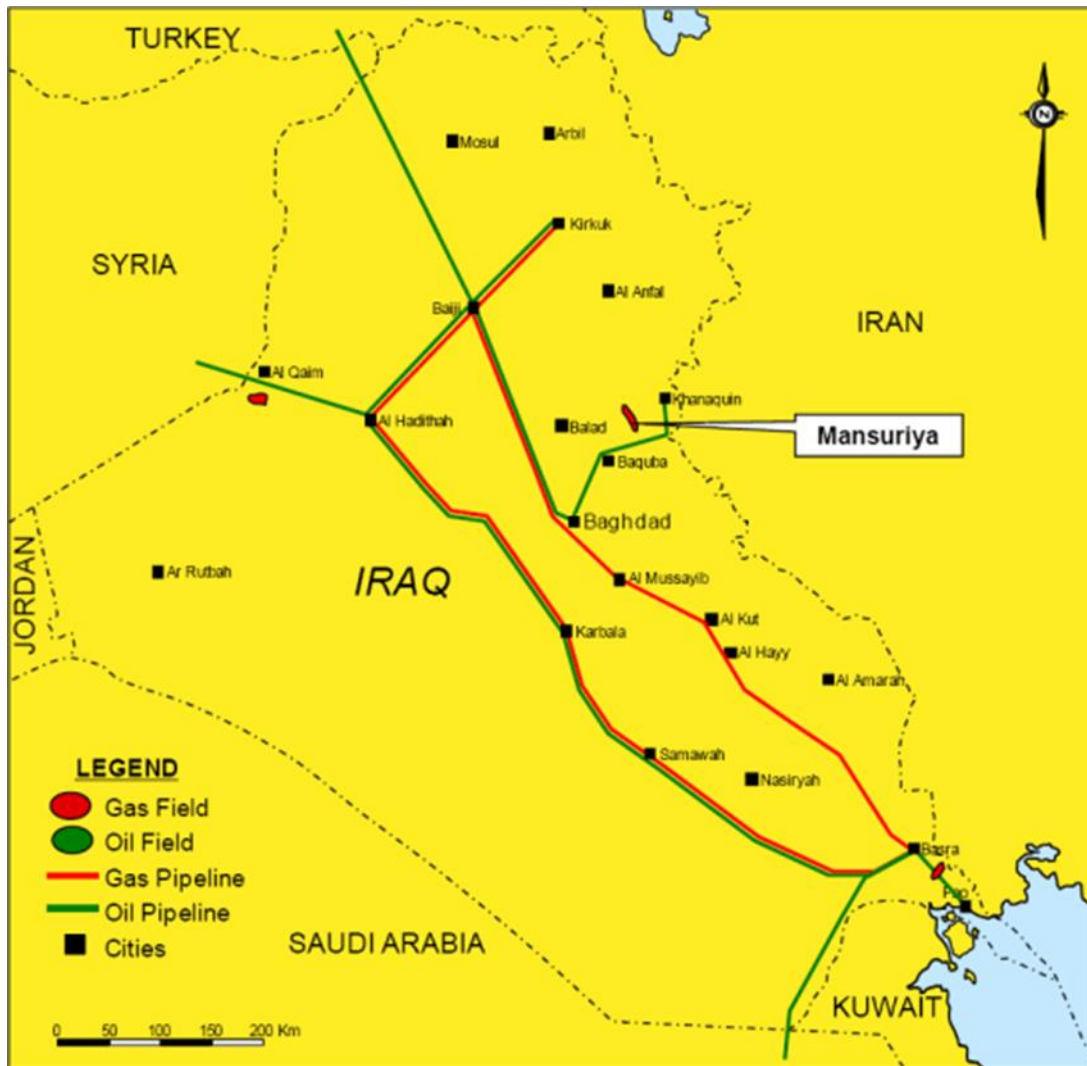 TURKEY
Mosul
Arbil
Kirkuk
SYRIA
Al Anfal
Baiji
IRAN
Al Qaim
Khanaquin
Al Hadithah
Balad
Mansuriya
Baquba
Baghdad
JORDAN
Ar Rutbah
IRAQ
Al Mussayib
Al Kut
Karbala
Al Hayy
Al Amarah
Samawah
Nasiryah
LEGEND
Gas Field
Oil Field
Gas Pipeline
Oil Pipeline
Cities
Basra
SAUDI ARABIA
KUWAIT
0 50 100 150 200 Km
N